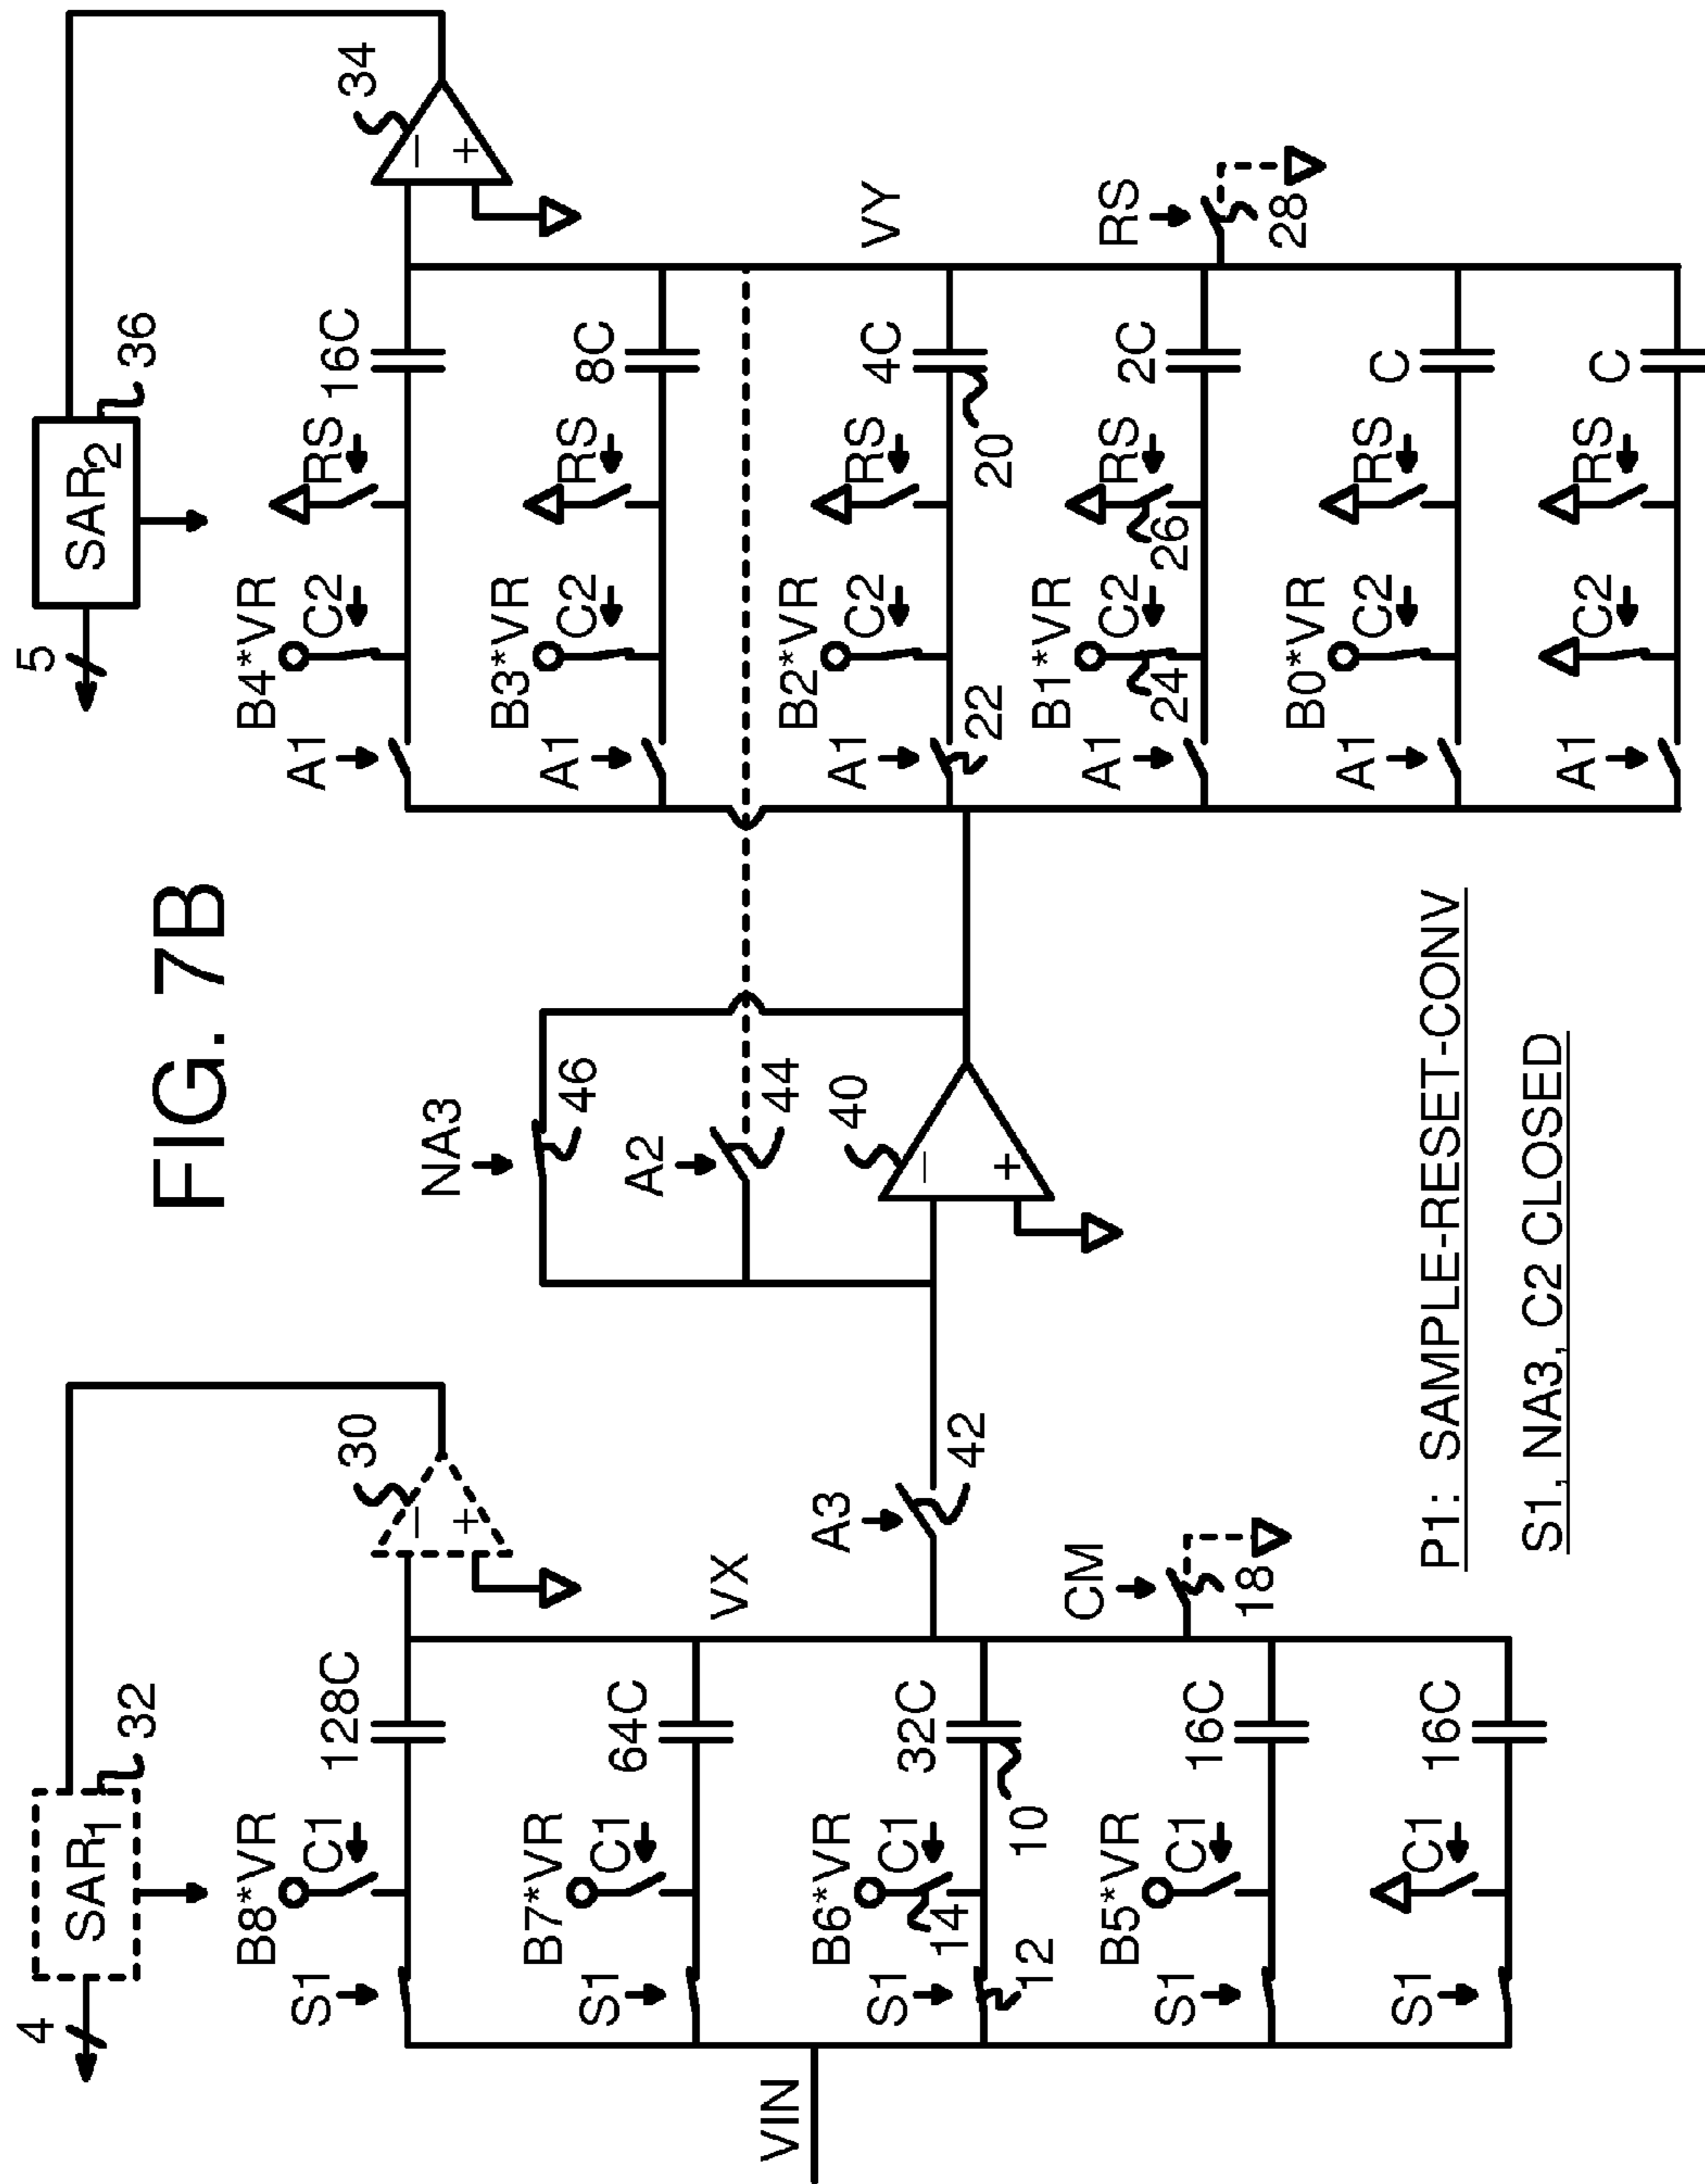 FIG. 7B
4
SAR1
32
30
5
SAR2
36
34
B8*VR
C1
S1
128C
B7*VR
C1
S1
64C
B6*VR
C1
S1
14
12
32C
10
B5*VR
C1
S1
16C
C1
S1
16C
VIN
VX
CM
18
A3
42
NA3
46
A2
44
40
−
+
−
+
−
+
B4*VR
A1
C2
RS
16C
B3*VR
A1
C2
RS
8C
B2*VR
A1
22
C2
RS
4C
20
B1*VR
A1
C2
24
RS
26
2C
B0*VR
A1
C2
RS
C
A1
C2
RS
C
VY
RS
28
P1: SAMPLE-RESET-CONV
S1, NA3, C2 CLOSED